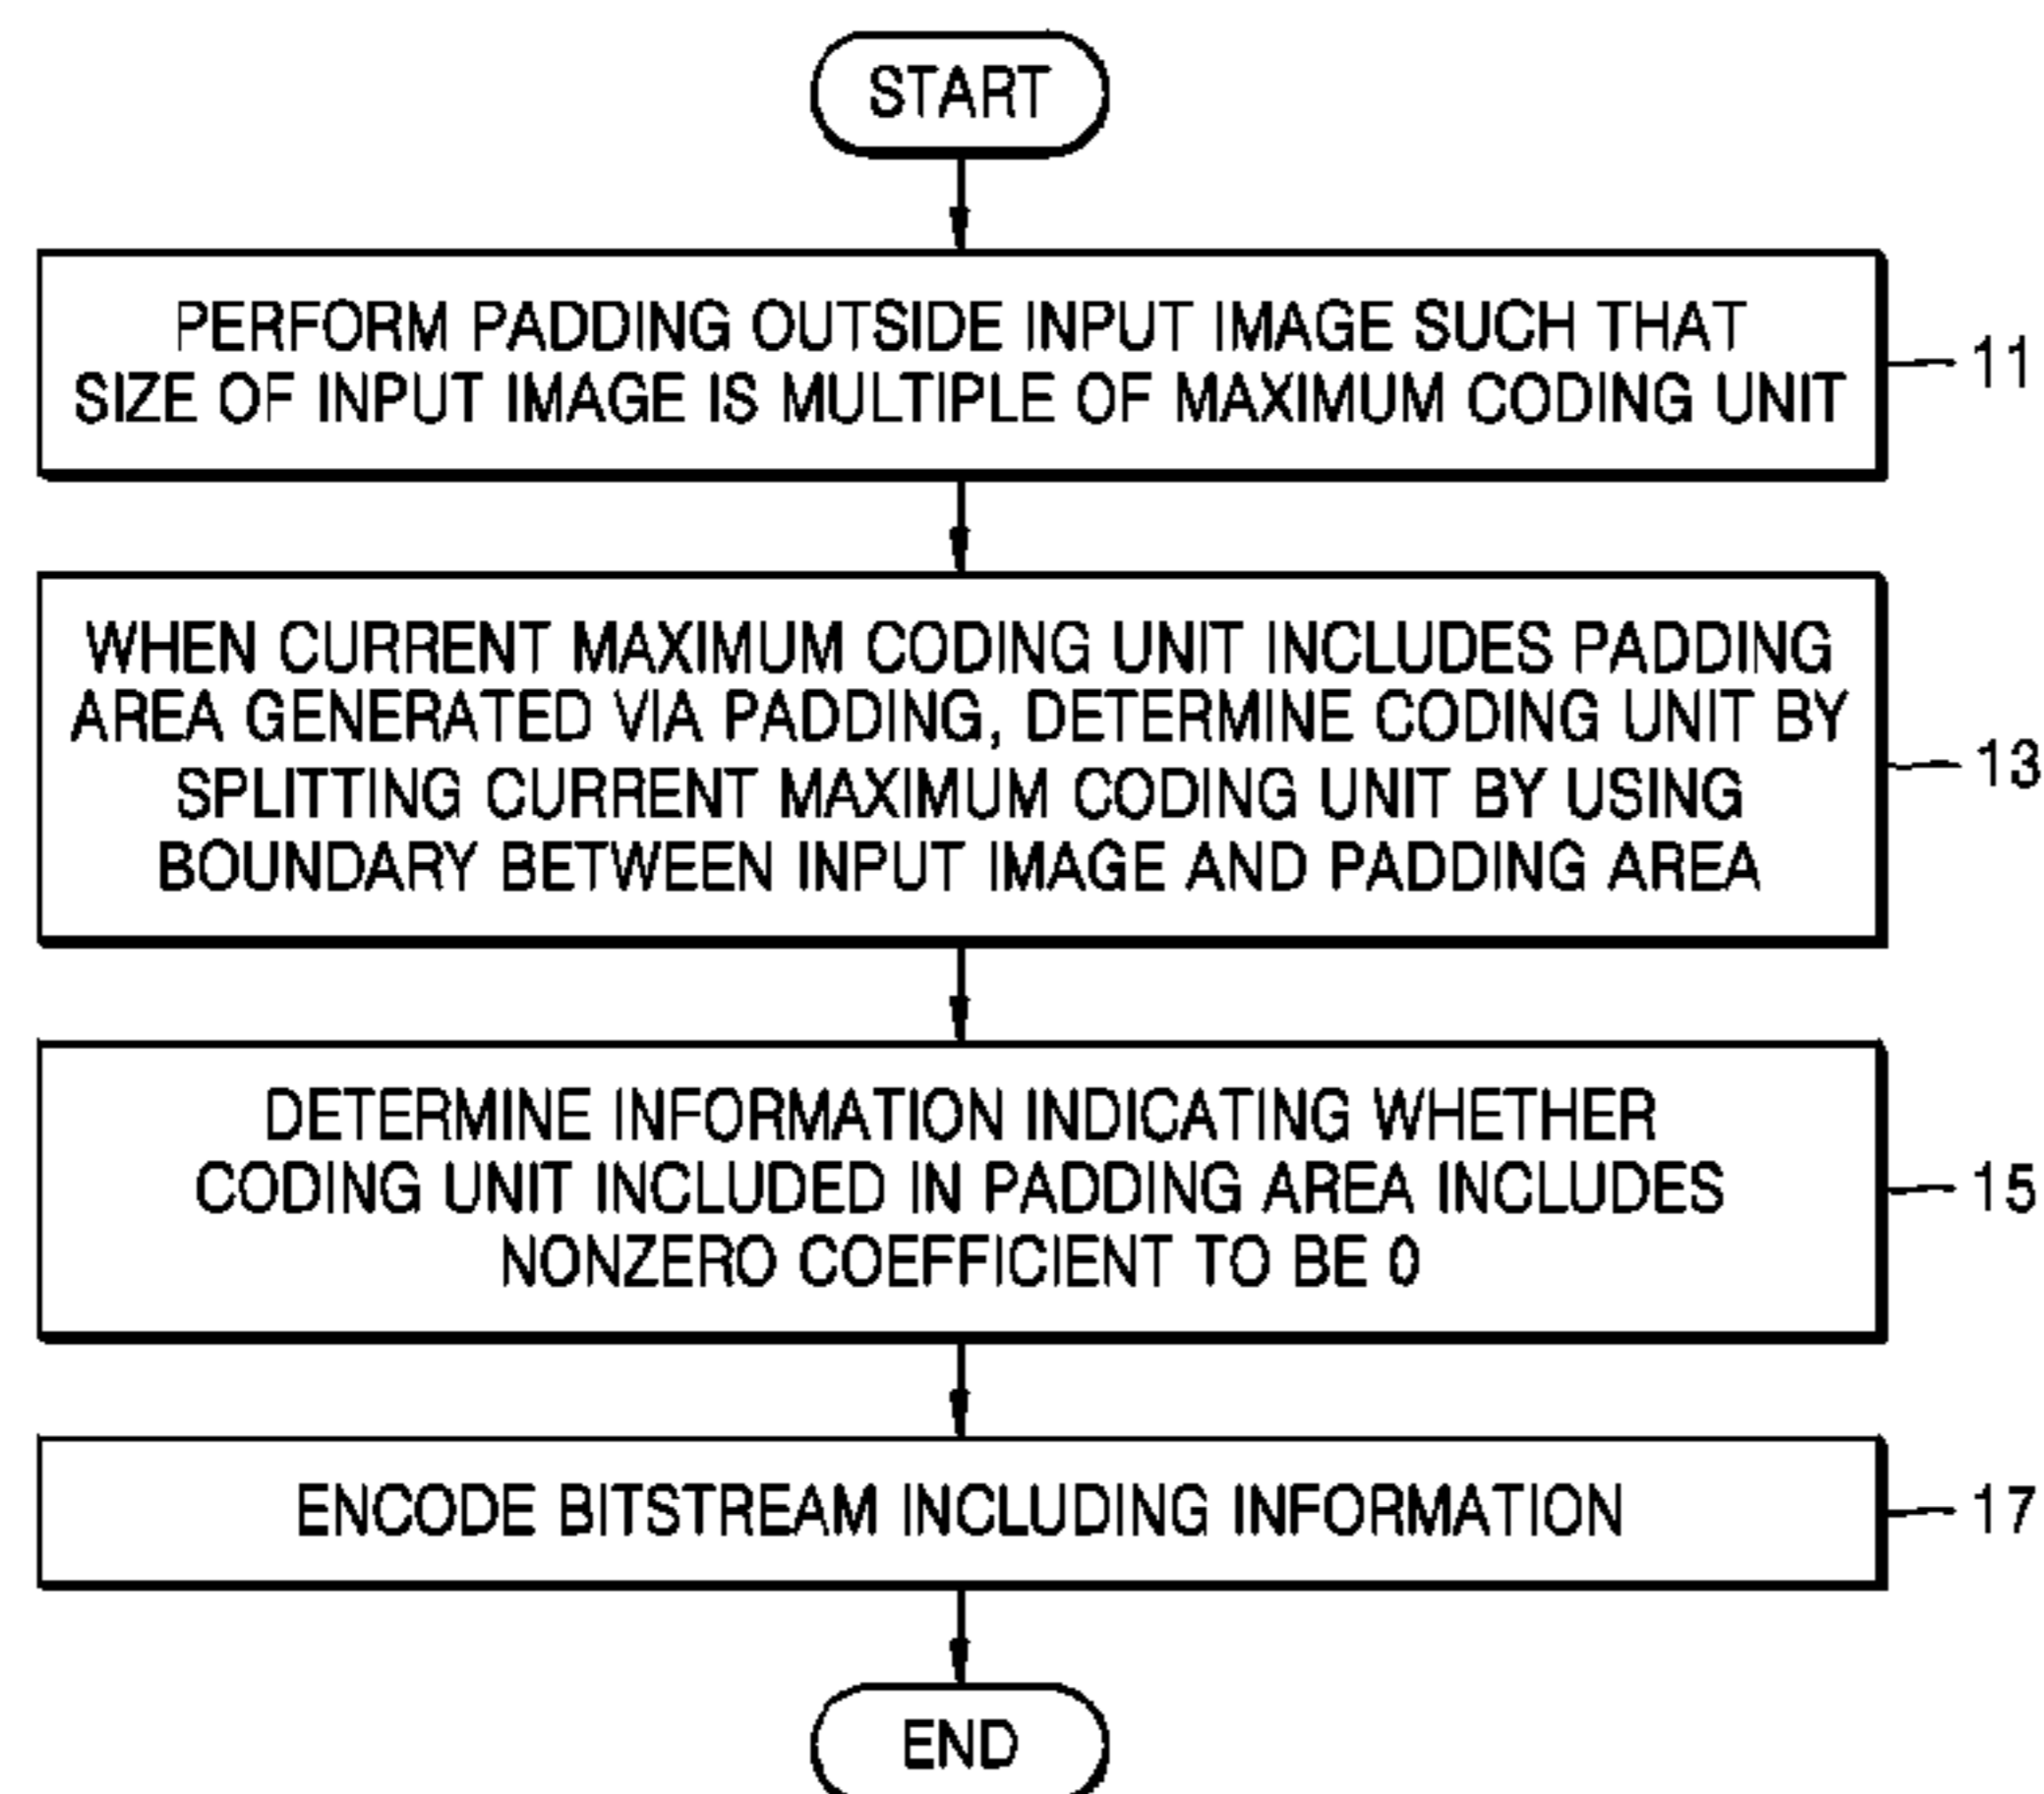 START
PERFORM PADDING OUTSIDE INPUT IMAGE SUCH THAT
SIZE OF INPUT IMAGE IS MULTIPLE OF MAXIMUM CODING UNIT
11
WHEN CURRENT MAXIMUM CODING UNIT INCLUDES PADDING
AREA GENERATED VIA PADDING, DETERMINE CODING UNIT BY
SPLITTING CURRENT MAXIMUM CODING UNIT BY USING
BOUNDARY BETWEEN INPUT IMAGE AND PADDING AREA
13
DETERMINE INFORMATION INDICATING WHETHER
CODING UNIT INCLUDED IN PADDING AREA INCLUDES
NONZERO COEFFICIENT TO BE 0
15
ENCODE BITSTREAM INCLUDING INFORMATION
17
END